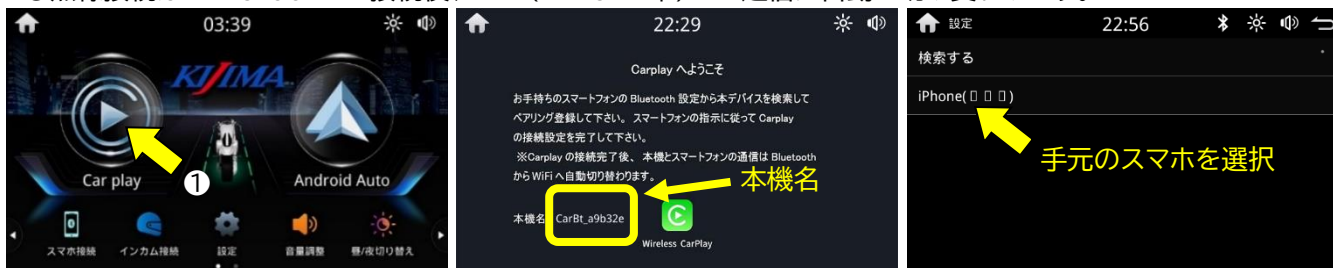 03:39
KIJIMA
Car play
Android Auto
❶
スマホ接続
インカム接続
設定
音量調整
昼/夜切り替え
22:29
Carplay へようこそ
お手持ちのスマートフォンの Bluetooth 設定から本デバイスを検索して
ペアリング登録して下さい。スマートフォンの指示に従って Carplay
の接続設定を完了して下さい。
※Carplay の接続完了後、本機とスマートフォンの通信は Bluetooth
から WiFi へ自動切り替わります。
本機名
本機名 CarBt_a9b32e
Wireless CarPlay
設定
22:56
検索する
iPhone(▯ ▯ ▯)
手元のスマホを選択